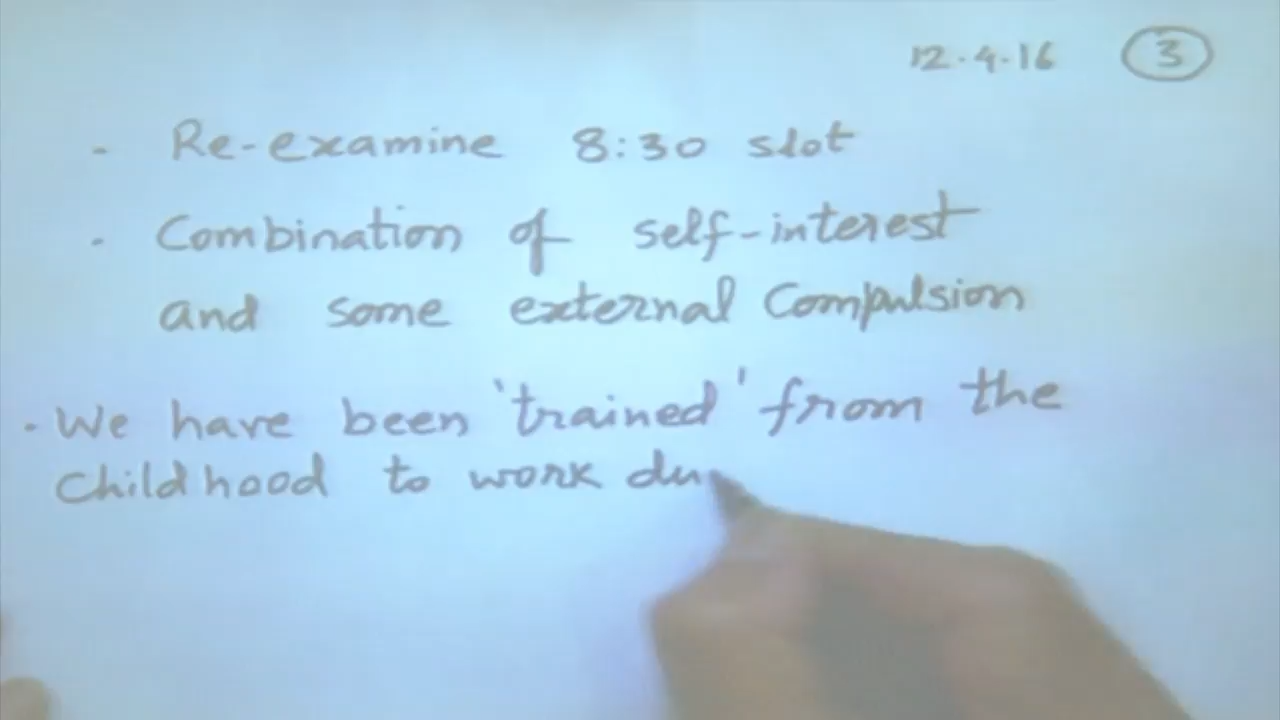 12.4.16 3
- Re-examine 8:30 slot
- Combination of self-interest
and some external Compulsion
- We have been 'trained' from the
childhood to work du